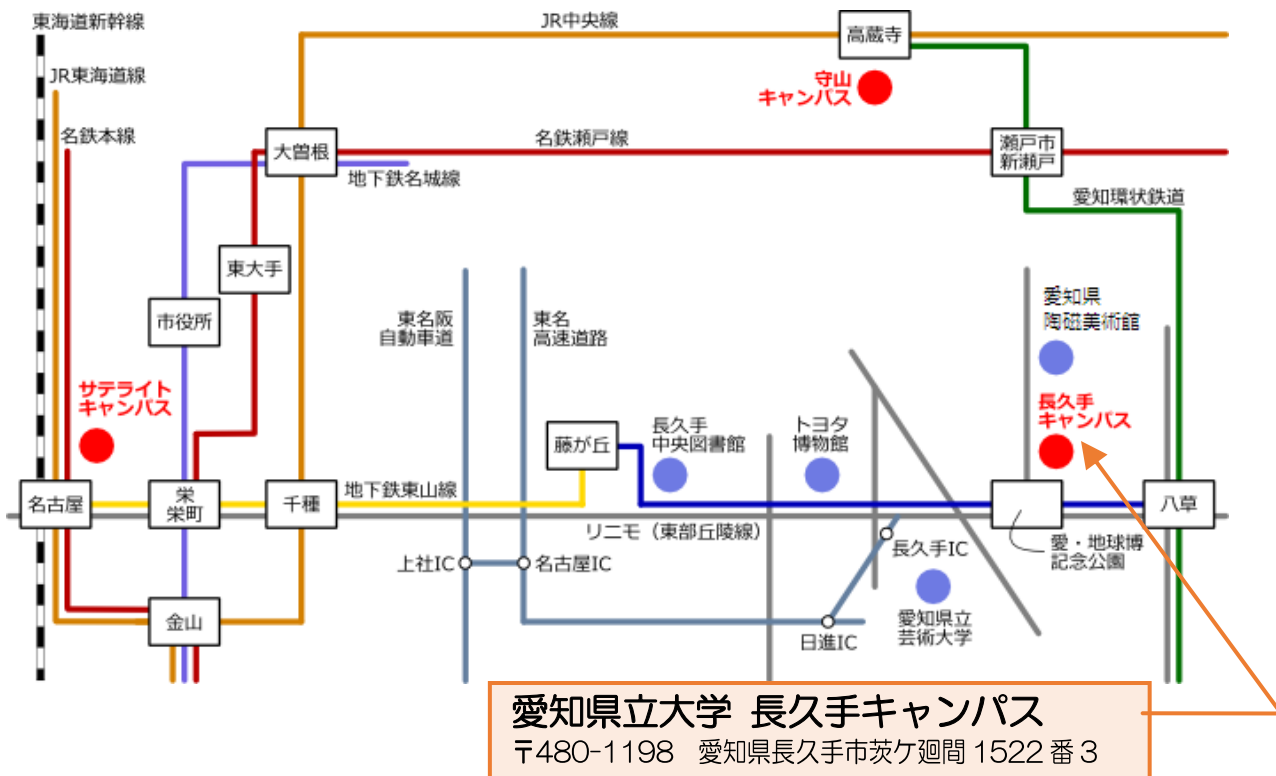 東海道新幹線
JR東海道線
名鉄本線
JR中央線
高蔵寺
守山
キャンパス
大曽根
名鉄瀬戸線
瀬戸市
新瀬戸
地下鉄名城線
愛知環状鉄道
東大手
市役所
東名阪
自動車道
東名
高速道路
愛知県
陶磁美術館
サテライト
キャンパス
長久手
キャンパス
藤が丘
長久手
中央図書館
トヨタ
博物館
名古屋
栄
栄町
千種
地下鉄東山線
八草
リニモ（東部丘陵線）
愛・地球博
記念公園
上社IC
名古屋IC
長久手IC
金山
日進IC
愛知県立
芸術大学
愛知県立大学 長久手キャンパス
〒480-1198 愛知県長久手市茨ケ廻間1522番3